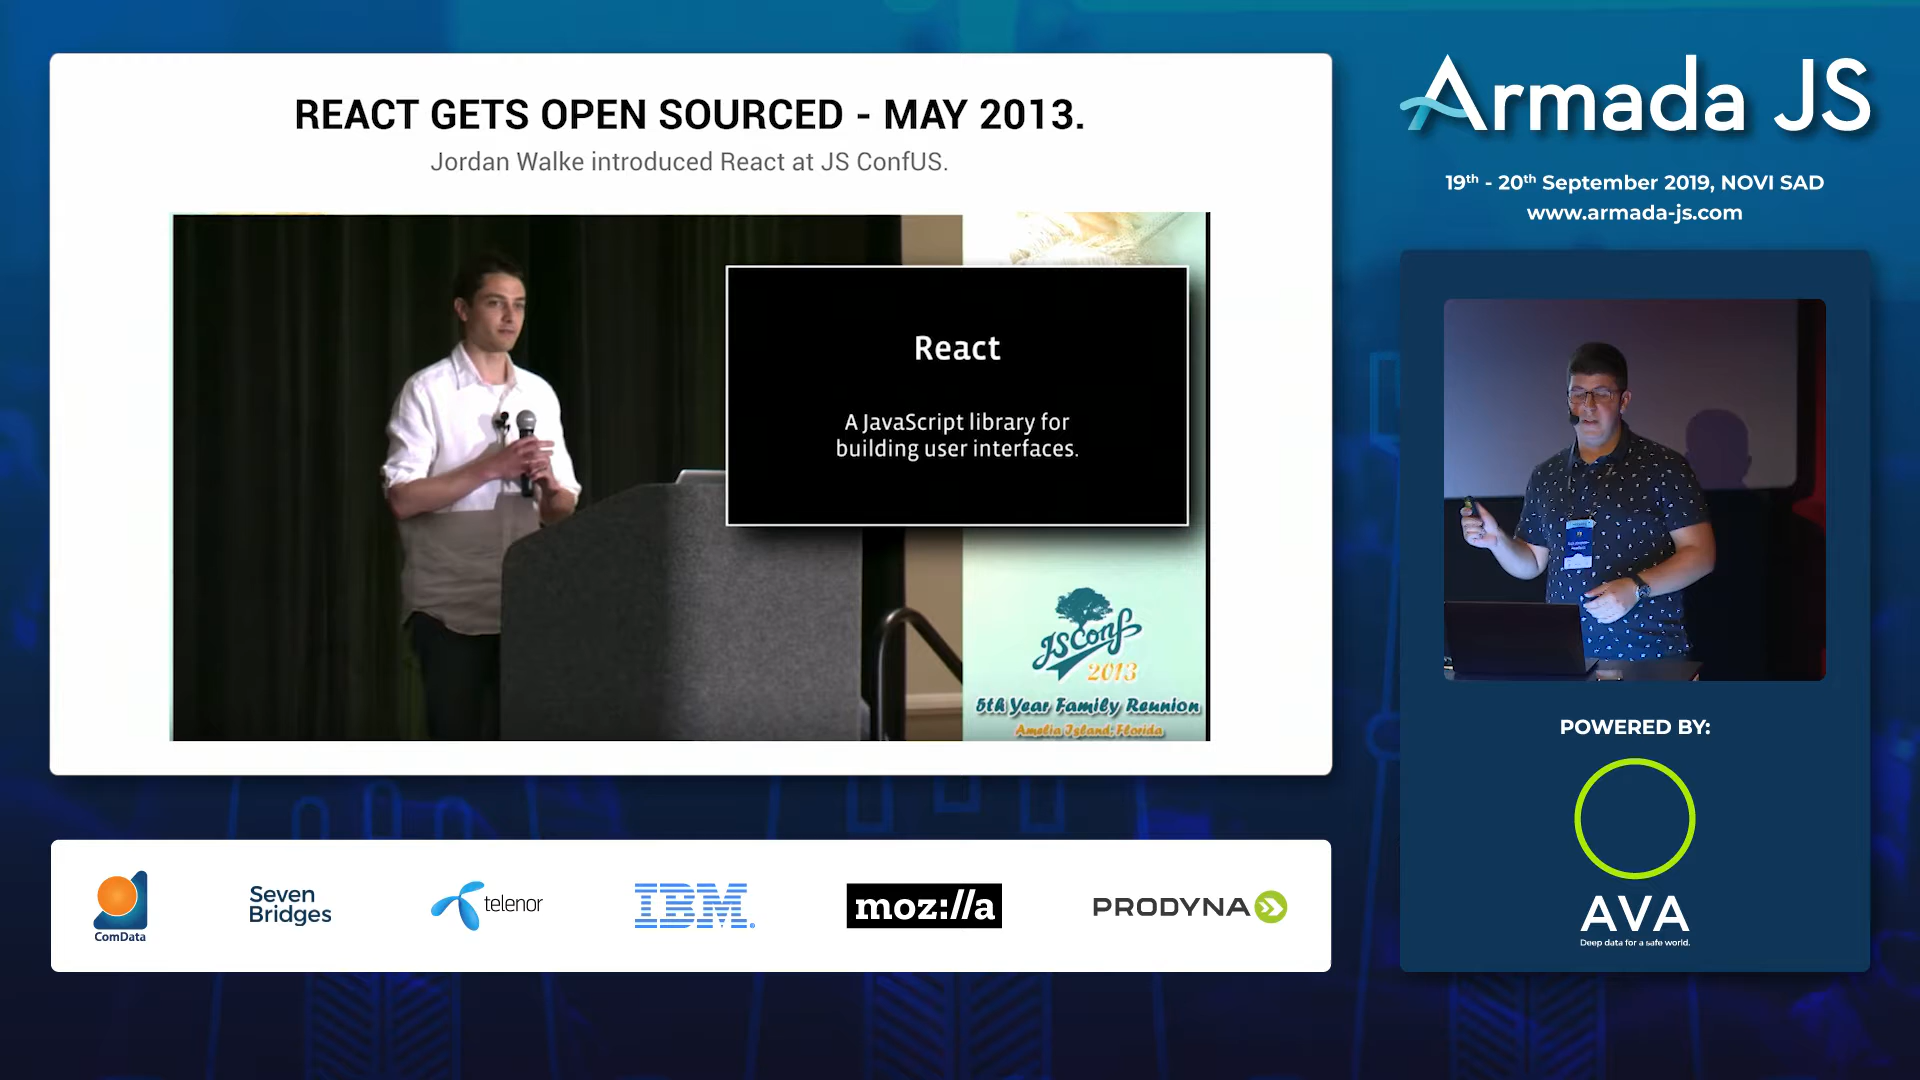 REACT GETS OPEN SOURCED - MAY 2013.
Jordan Walke introduced React at JS ConfUS.
React
A JavaScript library for
building user interfaces.
JSConf
2013
5th Year Family Reunion
Amelia Island, Florida
Armada JS
19th - 20th September 2019, NOVI SAD
www.armada-js.com
POWERED BY:
AVA
Deep data for a safe world.
ComData
Seven
Bridges
telenor
IBM®
moz://a
PRODYNA